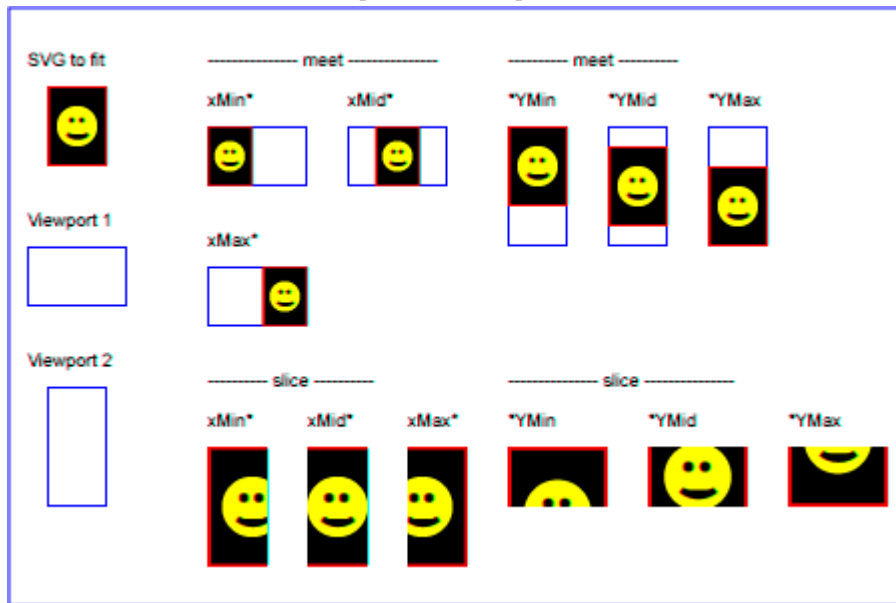 SVG to fit
--------------- meet ---------------
---------- meet ----------
xMin*
xMid*
*YMin
*YMid
*YMax
Viewport 1
xMax*
Viewport 2
---------- slice ----------
--------------- slice ---------------
xMin*
xMid*
xMax*
*YMin
*YMid
*YMax